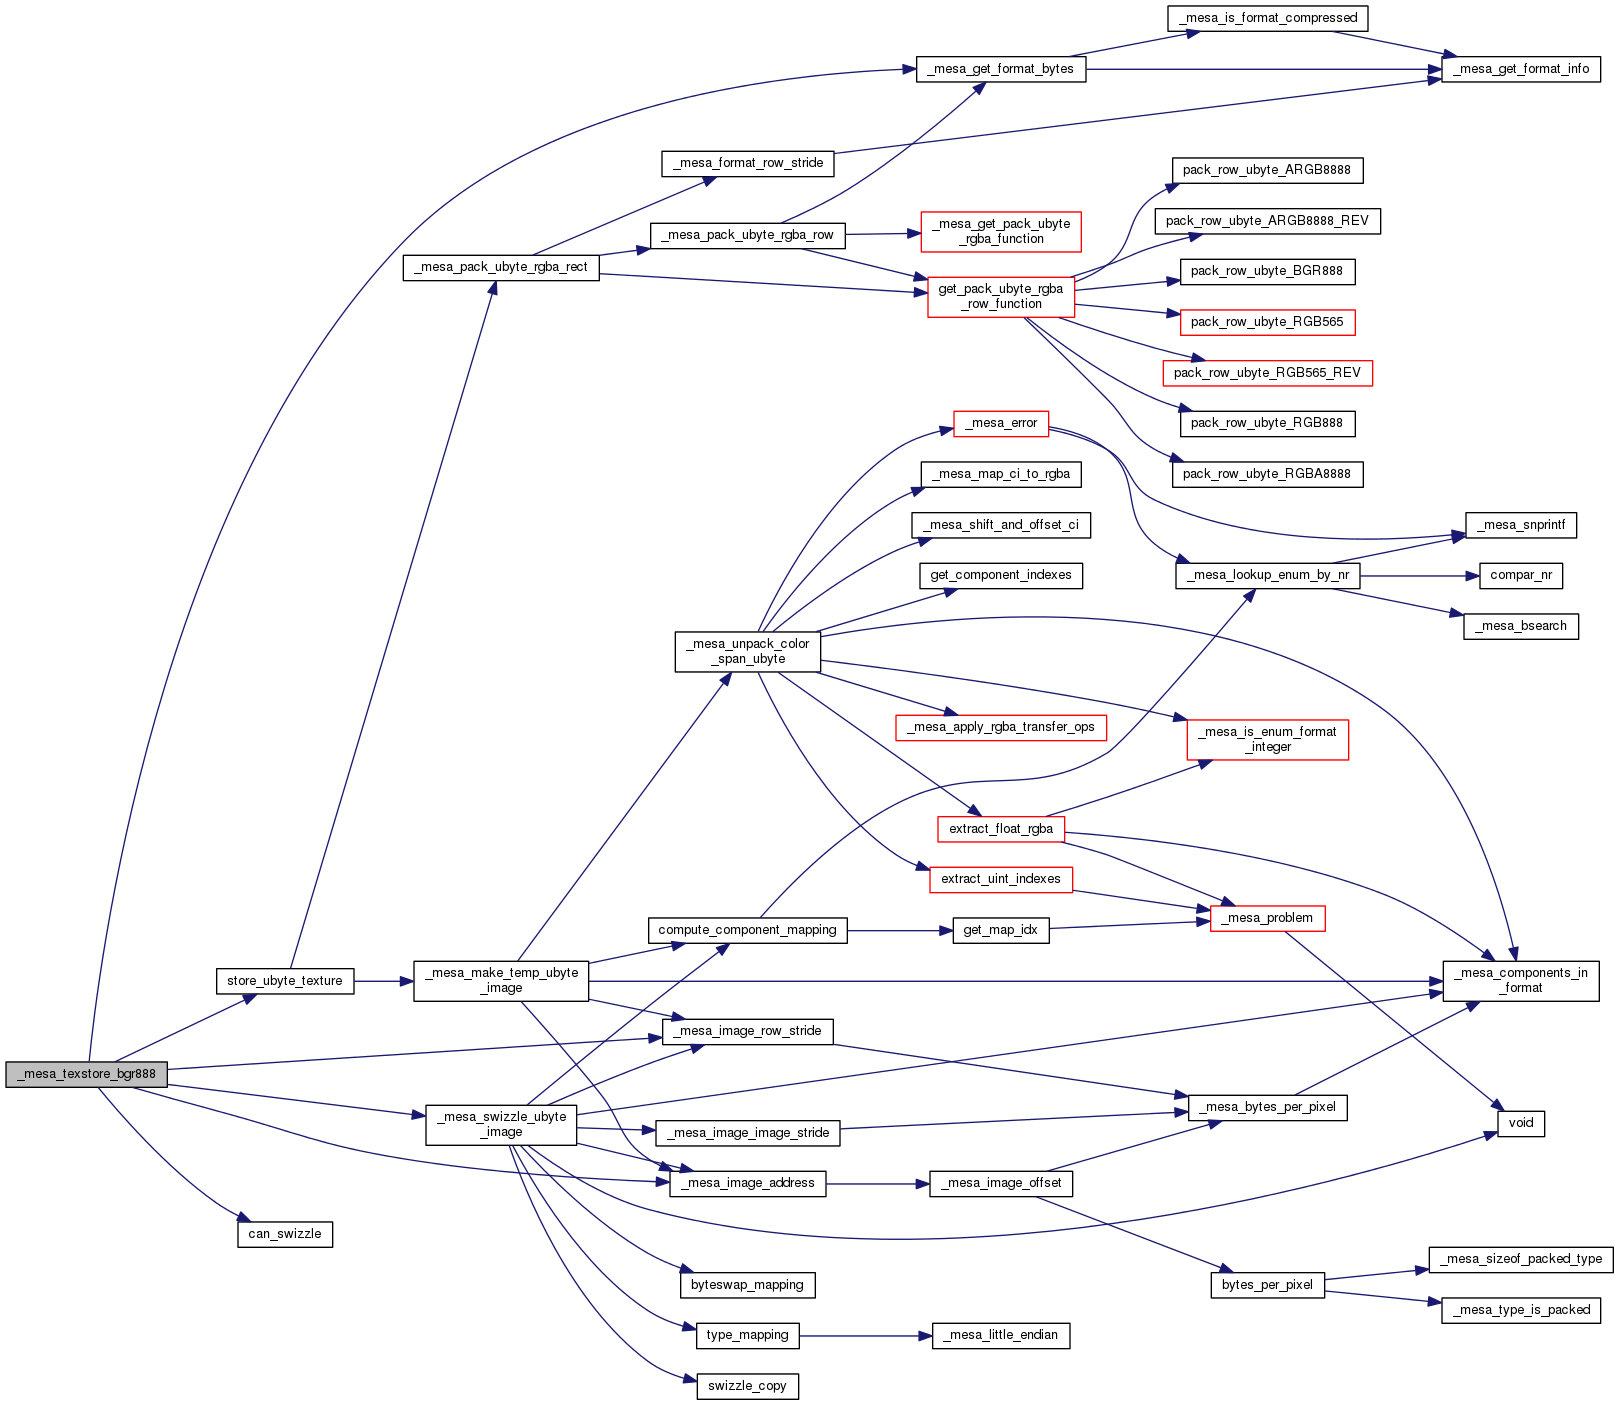 _mesa_is_format_compressed
_mesa_get_format_bytes
_mesa_get_format_info
_mesa_format_row_stride
pack_row_ubyte_ARGB8888
_mesa_pack_ubyte_rgba_row
_mesa_get_pack_ubyte
_rgba_function
pack_row_ubyte_ARGB8888_REV
_mesa_pack_ubyte_rgba_rect
get_pack_ubyte_rgba
_row_function
pack_row_ubyte_BGR888
pack_row_ubyte_RGB565
pack_row_ubyte_RGB565_REV
_mesa_error
pack_row_ubyte_RGB888
_mesa_map_ci_to_rgba
pack_row_ubyte_RGBA8888
_mesa_shift_and_offset_ci
_mesa_snprintf
get_component_indexes
_mesa_lookup_enum_by_nr
compar_nr
_mesa_bsearch
_mesa_unpack_color
_span_ubyte
_mesa_apply_rgba_transfer_ops
_mesa_is_enum_format
_integer
extract_float_rgba
extract_uint_indexes
compute_component_mapping
get_map_idx
_mesa_problem
store_ubyte_texture
_mesa_make_temp_ubyte
_image
_mesa_components_in
_format
_mesa_image_row_stride
_mesa_texstore_bgr888
_mesa_swizzle_ubyte
_image
_mesa_image_image_stride
_mesa_bytes_per_pixel
void
_mesa_image_address
_mesa_image_offset
can_swizzle
byteswap_mapping
bytes_per_pixel
_mesa_sizeof_packed_type
_mesa_type_is_packed
type_mapping
_mesa_little_endian
swizzle_copy